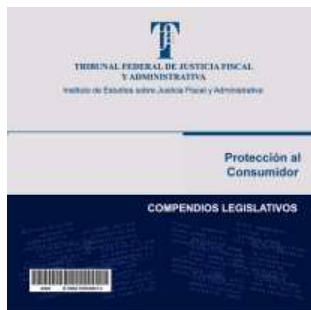 TRIBUNAL FEDERAL DE JUSTICIA FISCAL
Y ADMINISTRATIVA
Instituto de Estudios sobre Justicia Fiscal y Administrativa
Protección al
Consumidor
COMPENDIOS LEGISLATIVOS